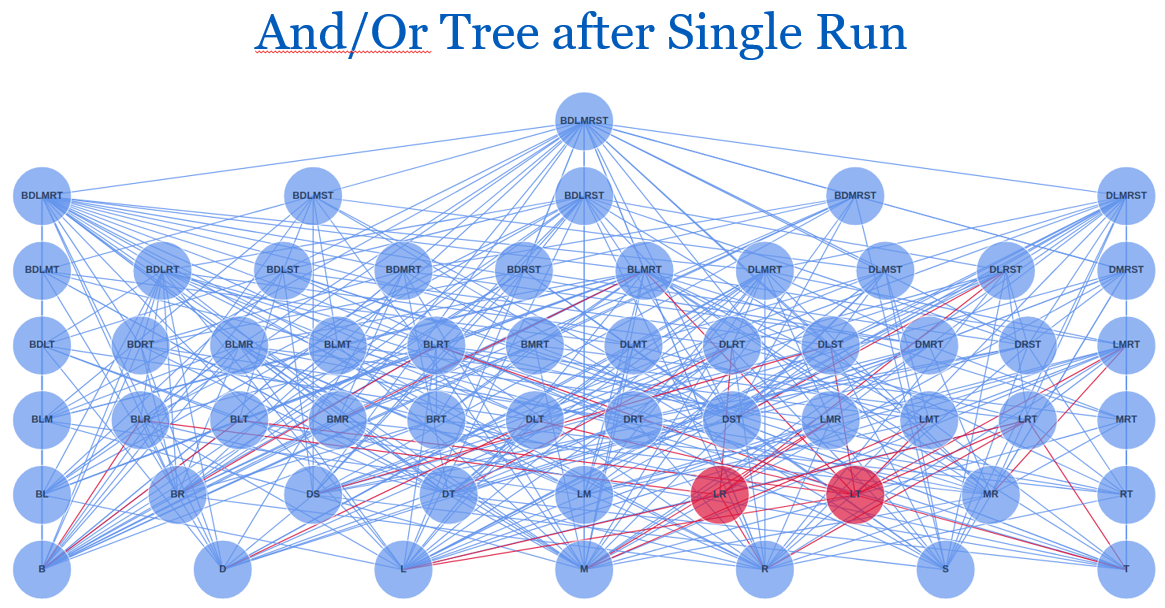 And/Or Tree after Single Run
BDLMRST
BDLMRT BDLMST BDLRST BDMRST DLMRST
BDLMT BDLRT BDLST BDMRT BDRST BLMRT DLMRT DLMST DLRST DMRST
BDLT BDRT BLMR BLMT BLRT BMRT DLMT DLRT DLST DMRT DRST LMRT
BLM BLR BLT BMR BRT DLT DRT DST LMR LMT LRT MRT
BL BR DS DT LM LR LT MR RT
B D L M R S T